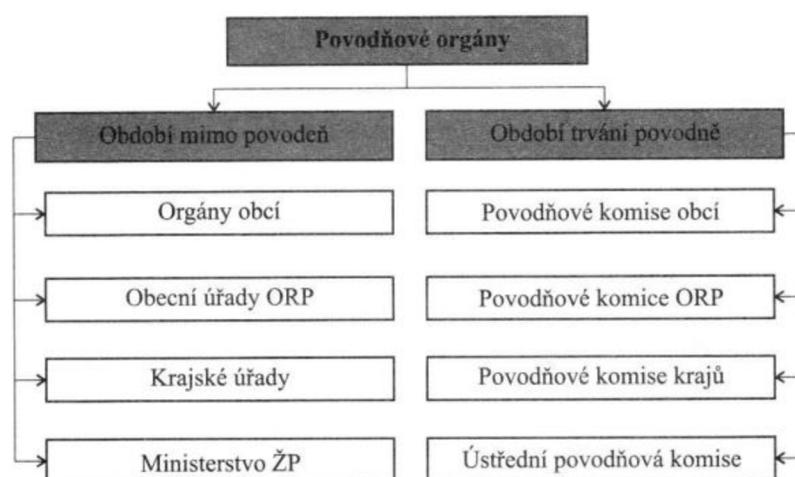 Povodňové orgány
Období mimo povodeň
Období trvání povodně
Orgány obcí
Povodňové komise obcí
Obecní úřady ORP
Povodňové komice ORP
Krajské úřady
Povodňové komise krajů
Ministerstvo ŽP
Ústřední povodňová komise